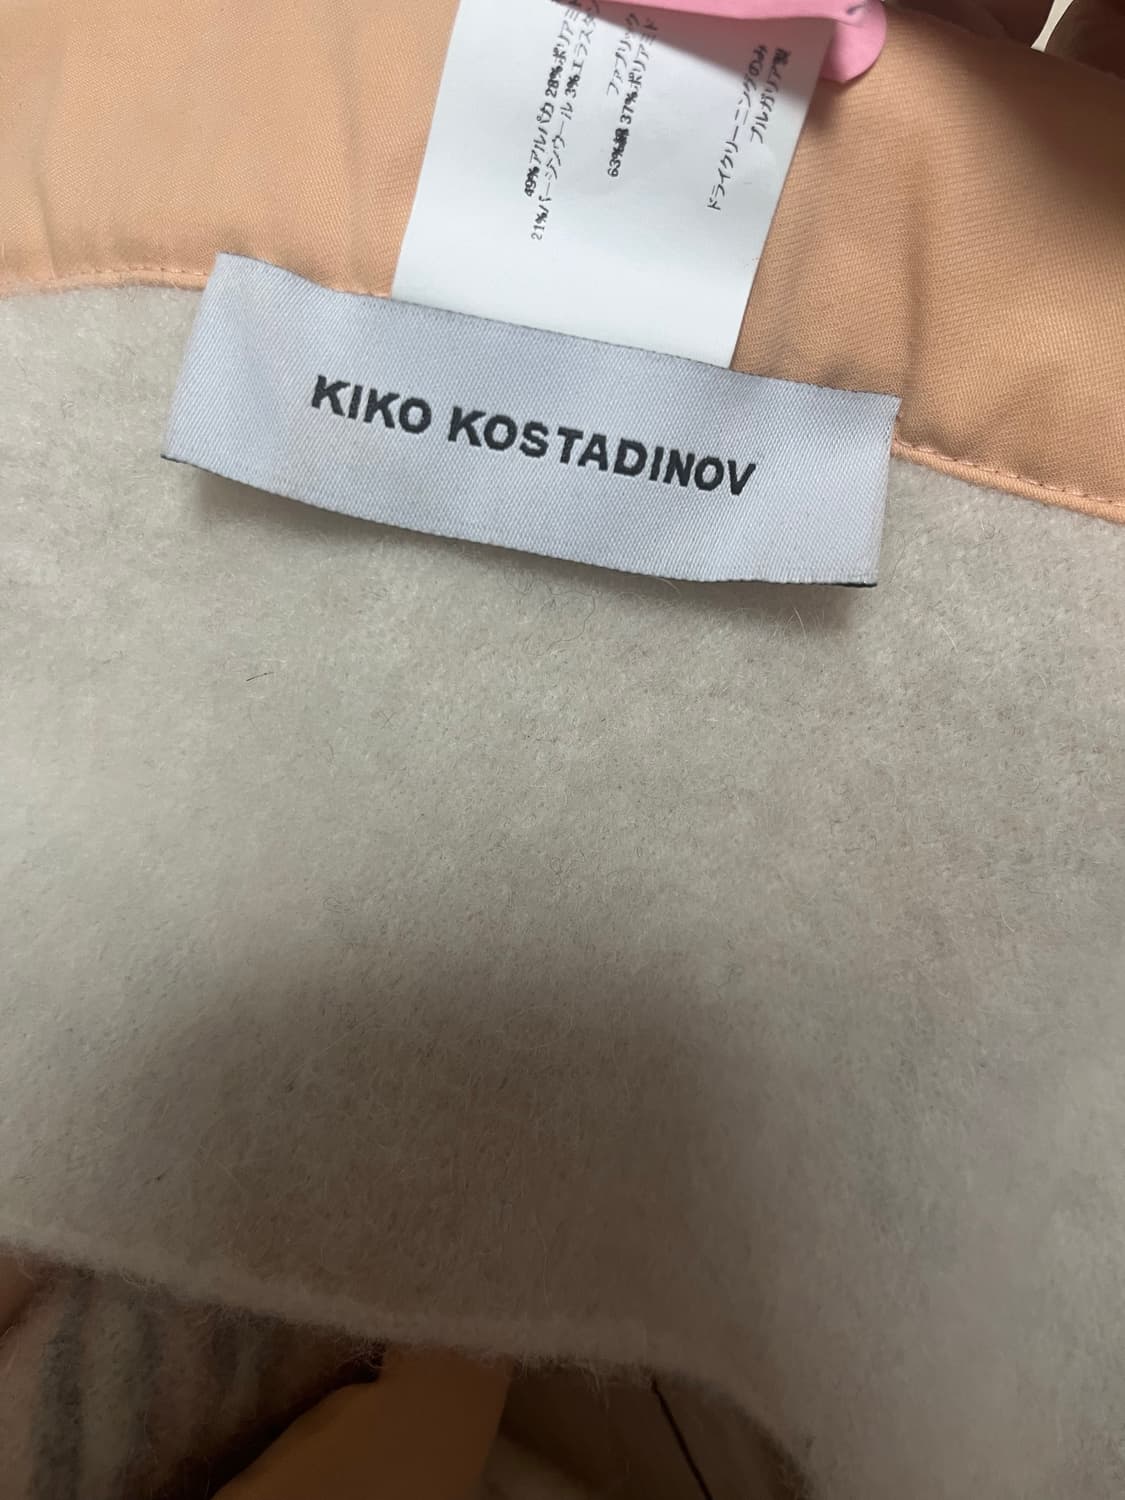 49%アルパカ 28%ポリアミド
21%バージンウール 3%エラスタン
ファブリック
63%綿 37%ポリアミド
ドライクリーニングのみ
ブルガリア製
KIKO KOSTADINOV